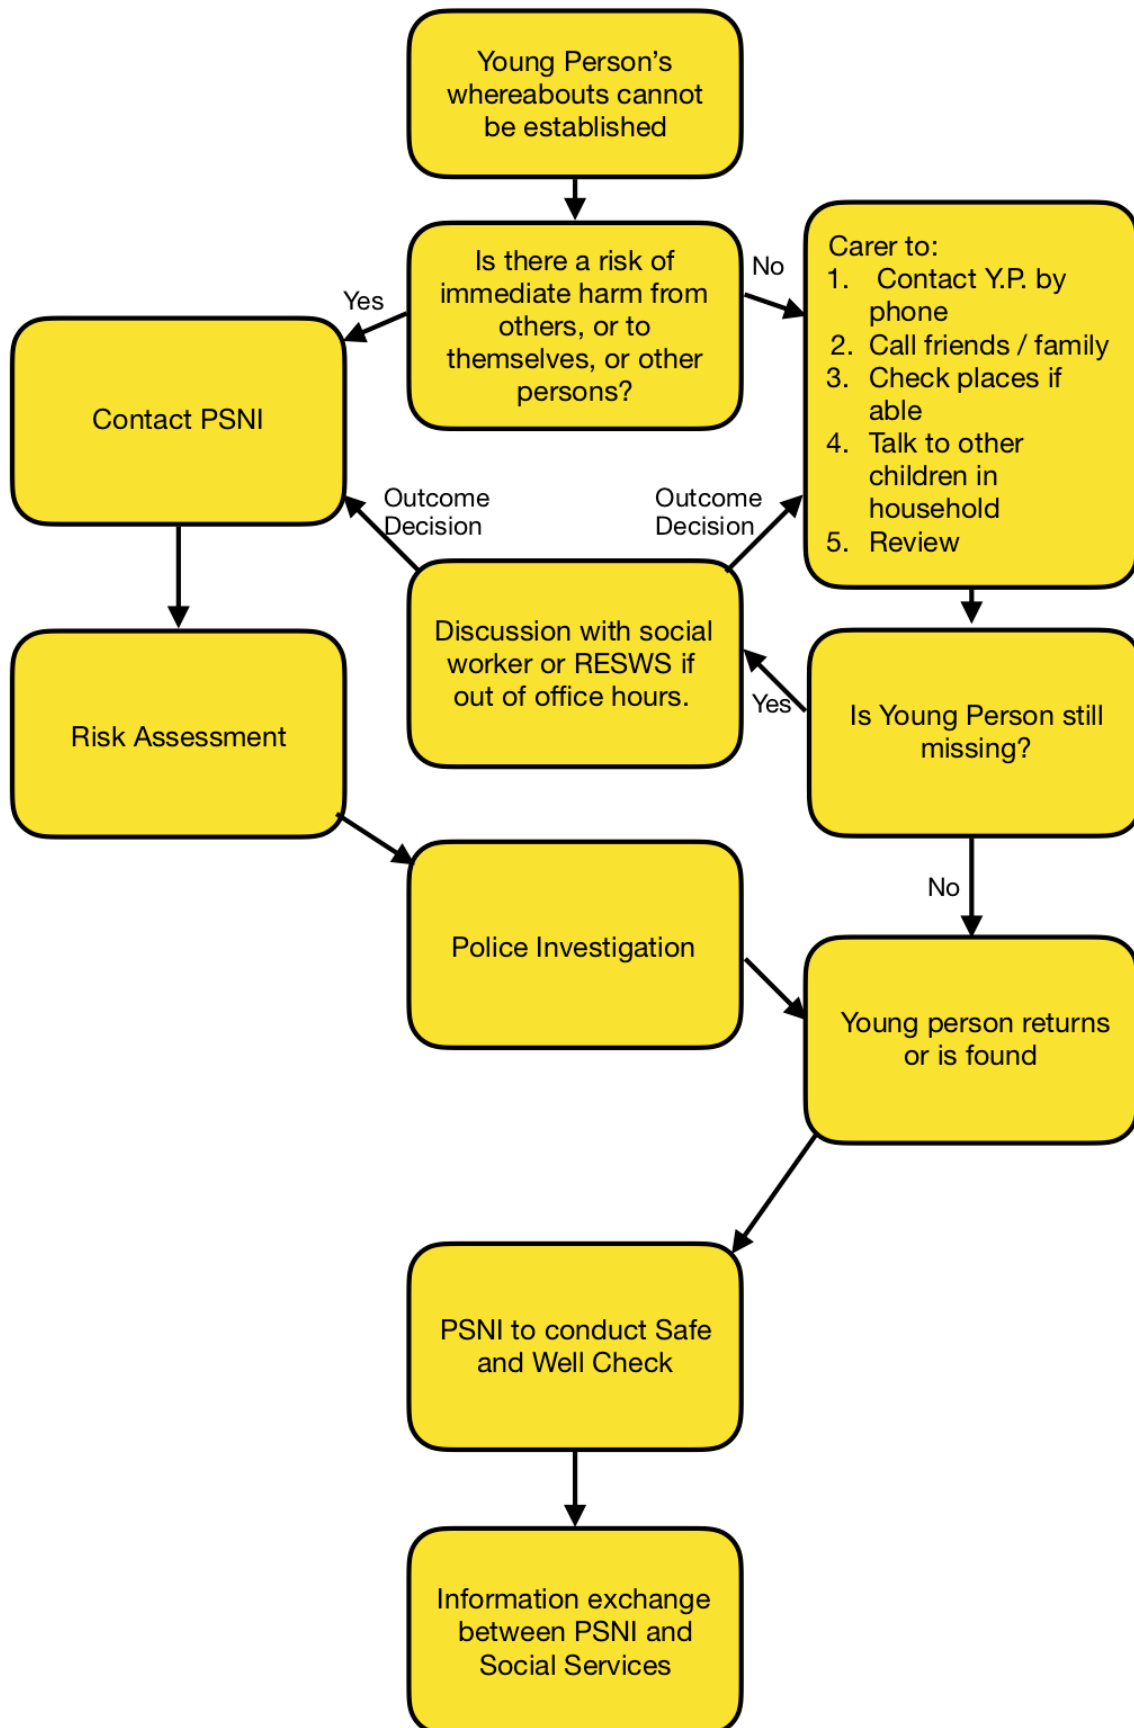 Young Person's
whereabouts cannot
be established
Is there a risk of
immediate harm from
others, or to
themselves, or other
persons?
Yes
No
Carer to:
1. Contact Y.P. by
phone
2. Call friends / family
3. Check places if
able
4. Talk to other
children in
household
5. Review
Contact PSNI
Outcome
Decision
Outcome
Decision
Discussion with social
worker or RESWS if
out of office hours.
Yes
Is Young Person still
missing?
Risk Assessment
No
Police Investigation
Young person returns
or is found
PSNI to conduct Safe
and Well Check
Information exchange
between PSNI and
Social Services